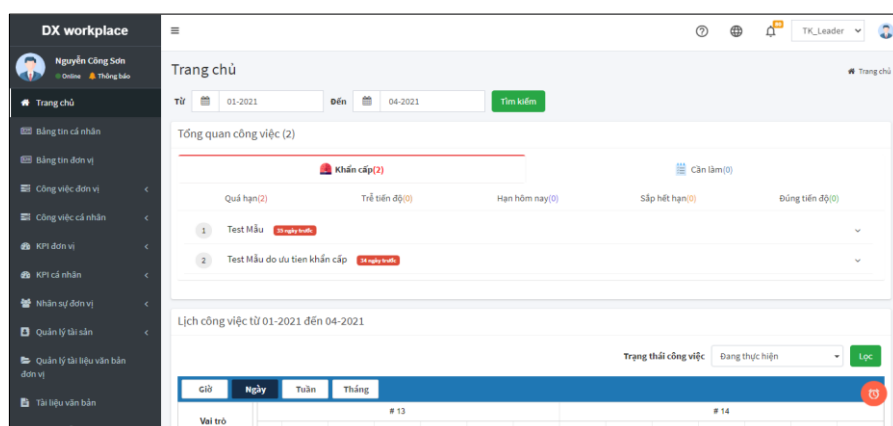 DX workplace
TK_Leader
Nguyễn Công Sơn
Online Thông báo
Trang chủ
Bảng tin cá nhân
Bảng tin đơn vị
Công việc đơn vị
Công việc cá nhân
KPI đơn vị
KPI cá nhân
Nhân sự đơn vị
Quản lý tài sản
Quản lý tài liệu văn bản
đơn vị
Tài liệu văn bản
Trang chủ
Trang chủ
Từ 01-2021 Đến 04-2021 Tìm kiếm
Tổng quan công việc (2)
Khẩn cấp(2) Cần làm(0)
Quá hạn(2) Trễ tiến độ(0) Hạn hôm nay(0) Sắp hết hạn(0) Đúng tiến độ(0)
1 Test Mẫu 35 ngày trước
2 Test Mẫu do ưu tien khẩn cấp 34 ngày trước
Lịch công việc từ 01-2021 đến 04-2021
Trạng thái công việc Đang thực hiện Lọc
Giờ Ngày Tuần Tháng
Vai trò # 13 # 14